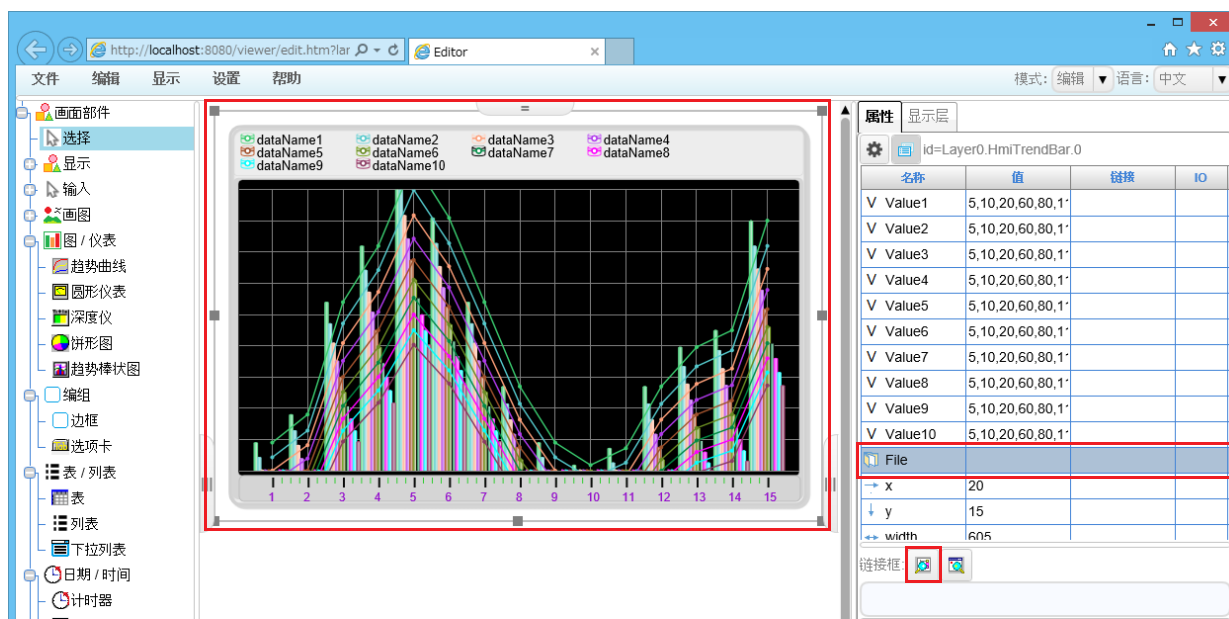 http://localhost:8080/viewer/edit.htm?lar
Editor
文件 编辑 显示 设置 帮助
模式: 编辑 语言: 中文
画面部件
选择
显示
输入
画图
图 / 仪表
趋势曲线
圆形仪表
深度仪
饼形图
趋势棒状图
编组
边框
选项卡
表 / 列表
表
列表
下拉列表
日期 / 时间
计时器
=
dataName1 dataName2 dataName3 dataName4
dataName5 dataName6 dataName7 dataName8
dataName9 dataName10
1 2 3 4 5 6 7 8 9 10 11 12 13 14 15
属性 显示层
id=Layer0.HmiTrendBar.0
名称 值 链接 IO
V Value1 5,10,20,60,80,1
V Value2 5,10,20,60,80,1
V Value3 5,10,20,60,80,1
V Value4 5,10,20,60,80,1
V Value5 5,10,20,60,80,1
V Value6 5,10,20,60,80,1
V Value7 5,10,20,60,80,1
V Value8 5,10,20,60,80,1
V Value9 5,10,20,60,80,1
V Value10 5,10,20,60,80,1
File
x 20
y 15
width 605
链接框: